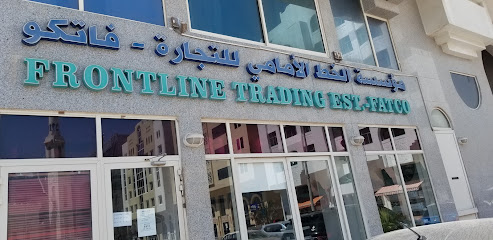 مؤسسة الخط الأمامي للتجارة - فاتكو
FRONTLINE TRADING EST.-FATCO